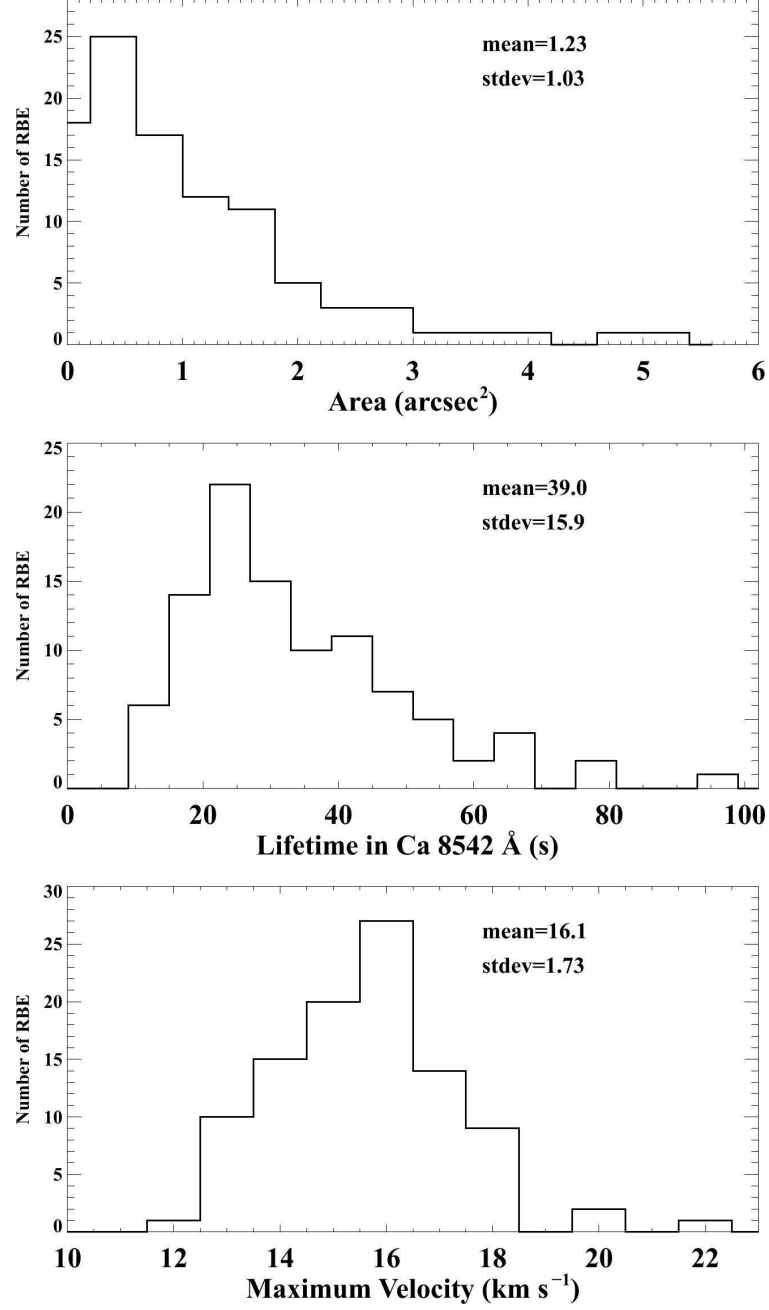 25
20
15
10
5
0
Number of RBE
mean=1.23
stdev=1.03
0 1 2 3 4 5 6
Area (arcsec²)
25
20
15
10
5
0
Number of RBE
mean=39.0
stdev=15.9
0 20 40 60 80 100
Lifetime in Ca 8542 Å (s)
30
25
20
15
10
5
0
Number of RBE
mean=16.1
stdev=1.73
10 12 14 16 18 20 22
Maximum Velocity (km s⁻¹)